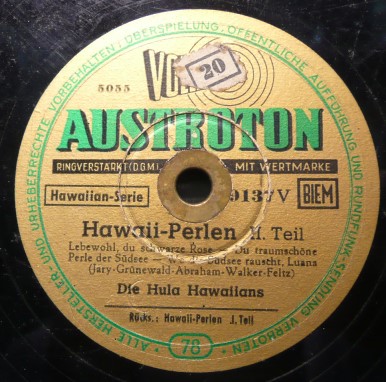 ALLE HERSTELLER- UND URHEBERRECHTE VORBEHALTEN / ÜBERSPIELUNG, ÖFFENTLICHE AUFFÜHRUNG UND RUNDFUNK-SENDUNG VERBOTEN
5055
20
AUSTROTON
RINGVERSTÄRKT (D.G.M.) MIT WERTMARKE
Hawaiian-Serie
9137V
BIEM
Hawaii-Perlen II. Teil
Lebewohl, du schwarze Rose - Du traumschöne
Perle der Südsee - Südsee rauscht, Luana
(Jary-Grünewald-Abraham-Walker-Feltz)
Die Hula Hawaiians
Rücks.: Hawaii-Perlen J. Teil
78